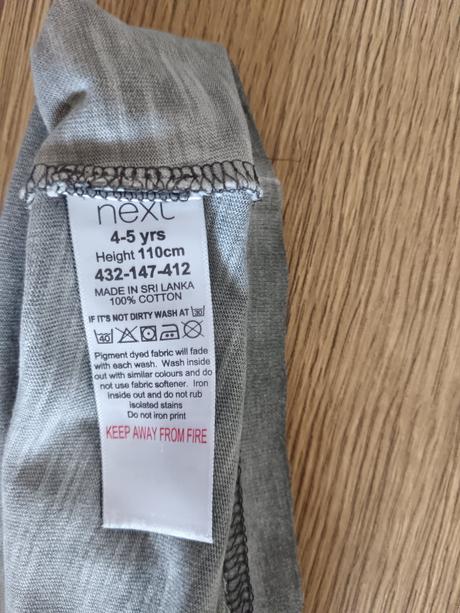 next
4-5 yrs
Height 110cm
432-147-412
MADE IN SRI LANKA
100% COTTON
IF IT'S NOT DIRTY WASH AT 30
40
Pigment dyed fabric will fade
with each wash. Wash inside
out with similar colours and do
not use fabric softener. Iron
inside out and do not rub
isolated stains
Do not iron print
KEEP AWAY FROM FIRE